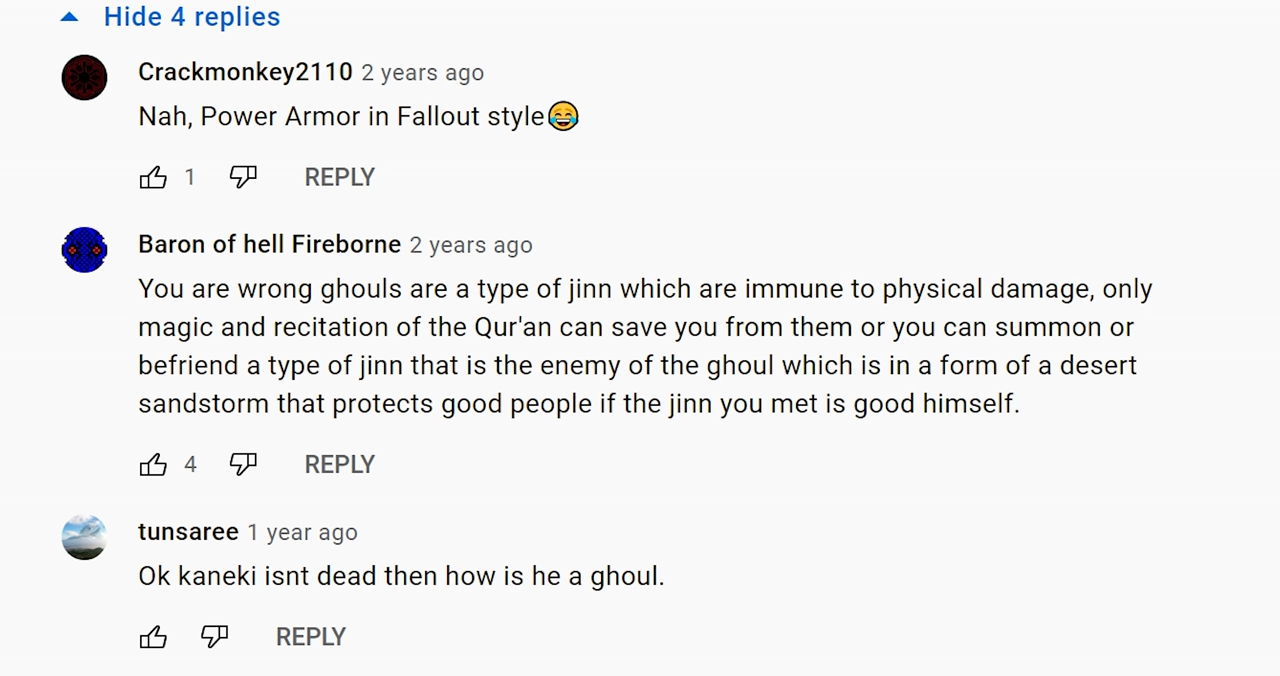 Hide 4 replies
Crackmonkey2110 2 years ago
Nah, Power Armor in Fallout style😂
1 REPLY
Baron of hell Fireborne 2 years ago
You are wrong ghouls are a type of jinn which are immune to physical damage, only
magic and recitation of the Qur'an can save you from them or you can summon or
befriend a type of jinn that is the enemy of the ghoul which is in a form of a desert
sandstorm that protects good people if the jinn you met is good himself.
4 REPLY
tunsaree 1 year ago
Ok kaneki isnt dead then how is he a ghoul.
REPLY